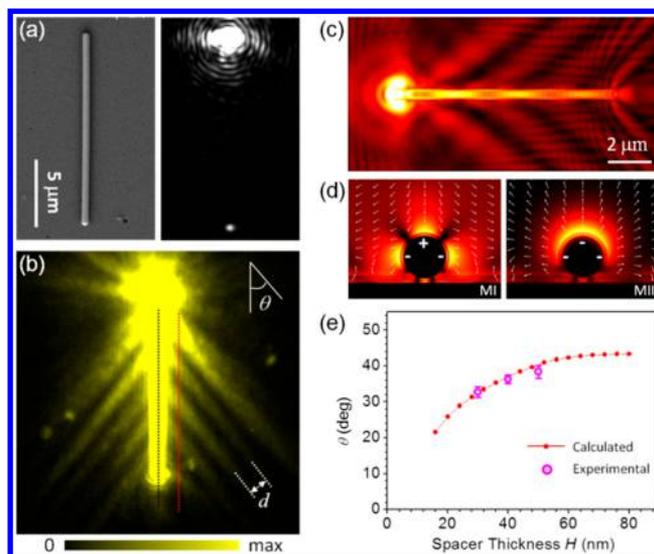 (a)
5 μm
(b)
θ
d
0 max
(c)
2 μm
(d)
+
- -
MI
-
- -
MII
(e)
50
40
30
20
10
0
θ (deg)
Calculated
Experimental
0 20 40 60 80
Spacer Thickness H (nm)